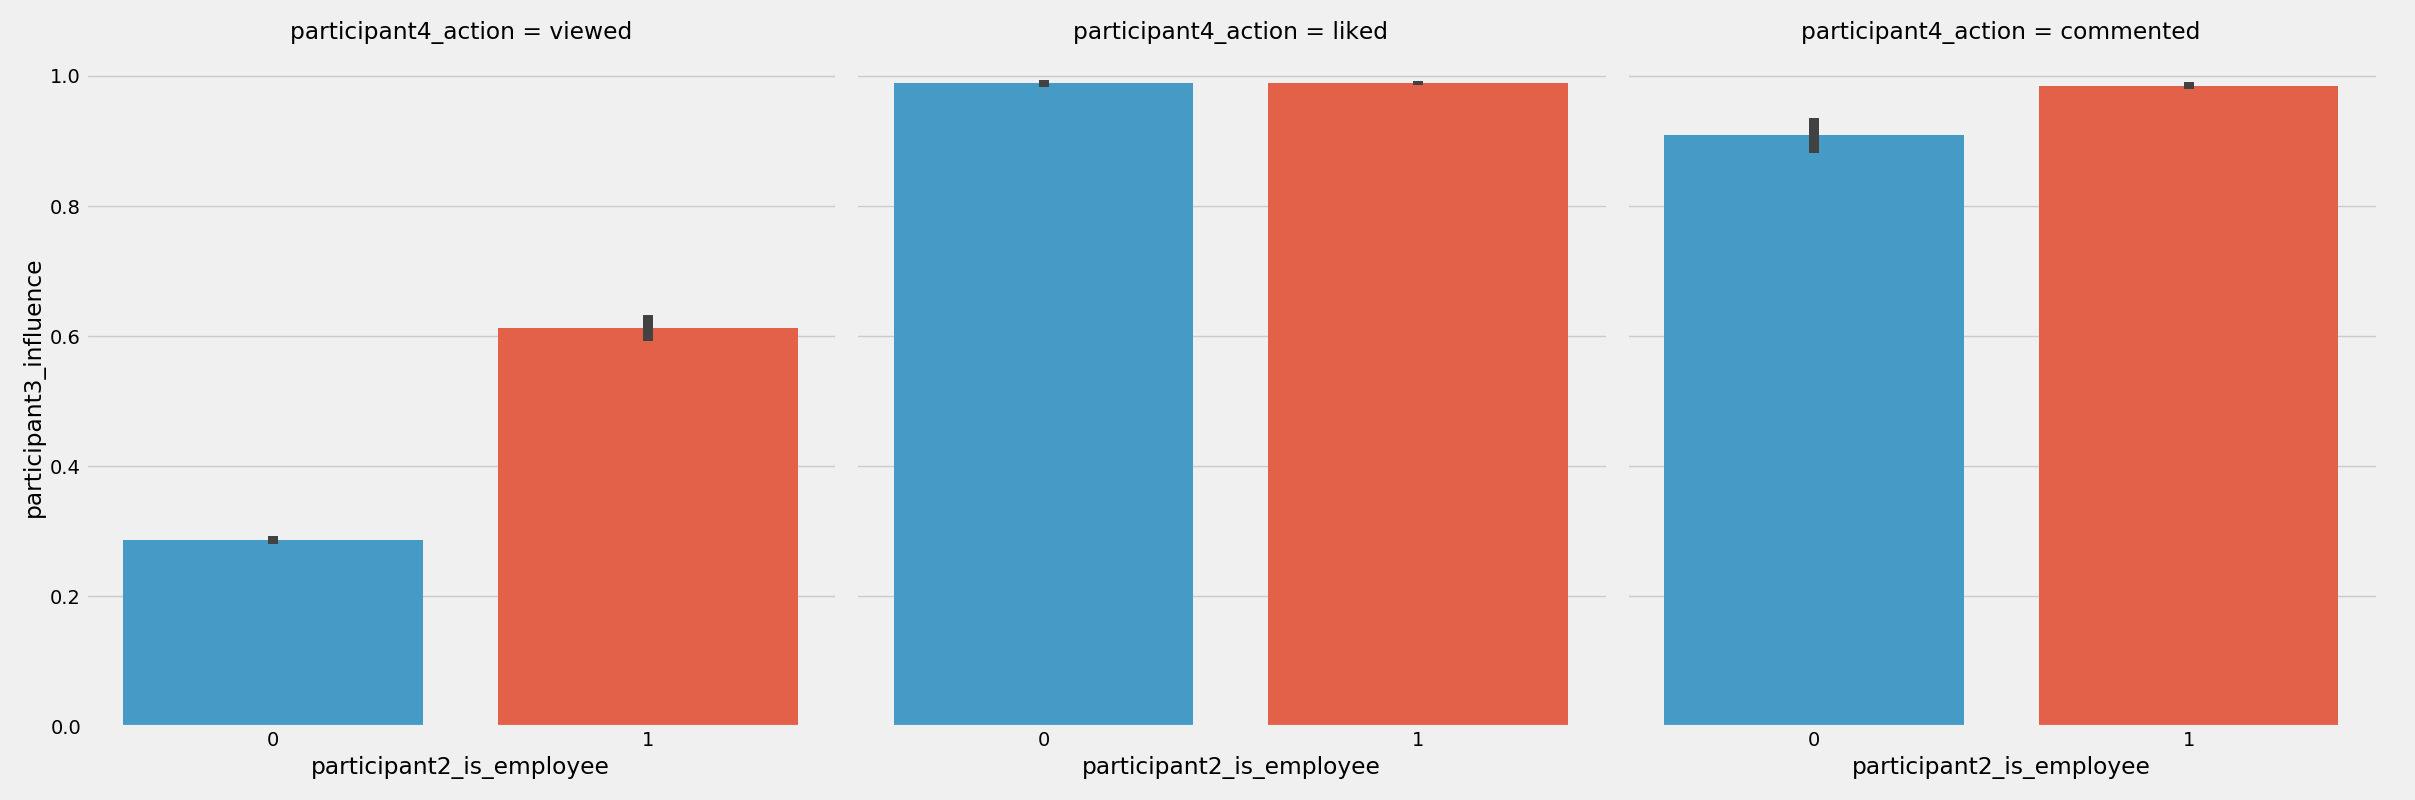 participant4_action = viewed
participant4_action = liked
participant4_action = commented
participant3_influence
1.0
0.8
0.6
0.4
0.2
0.0
0
1
0
1
0
1
participant2_is_employee
participant2_is_employee
participant2_is_employee